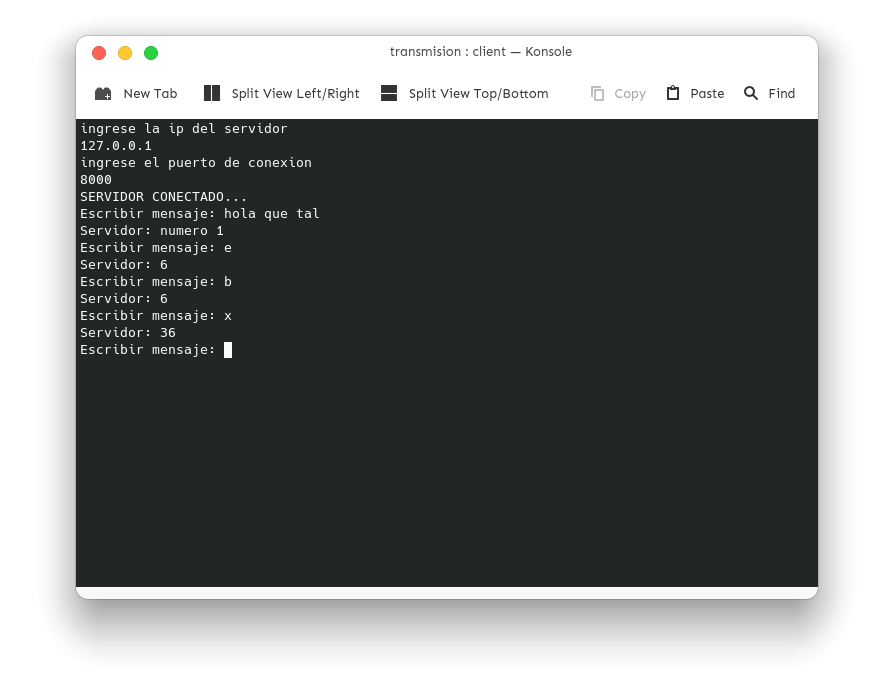 transmision : client — Konsole
New Tab Split View Left/Right Split View Top/Bottom Copy Paste Find
ingrese la ip del servidor
127.0.0.1
ingrese el puerto de conexion
8000
SERVIDOR CONECTADO...
Escribir mensaje: hola que tal
Servidor: numero 1
Escribir mensaje: e
Servidor: 6
Escribir mensaje: b
Servidor: 6
Escribir mensaje: x
Servidor: 36
Escribir mensaje: